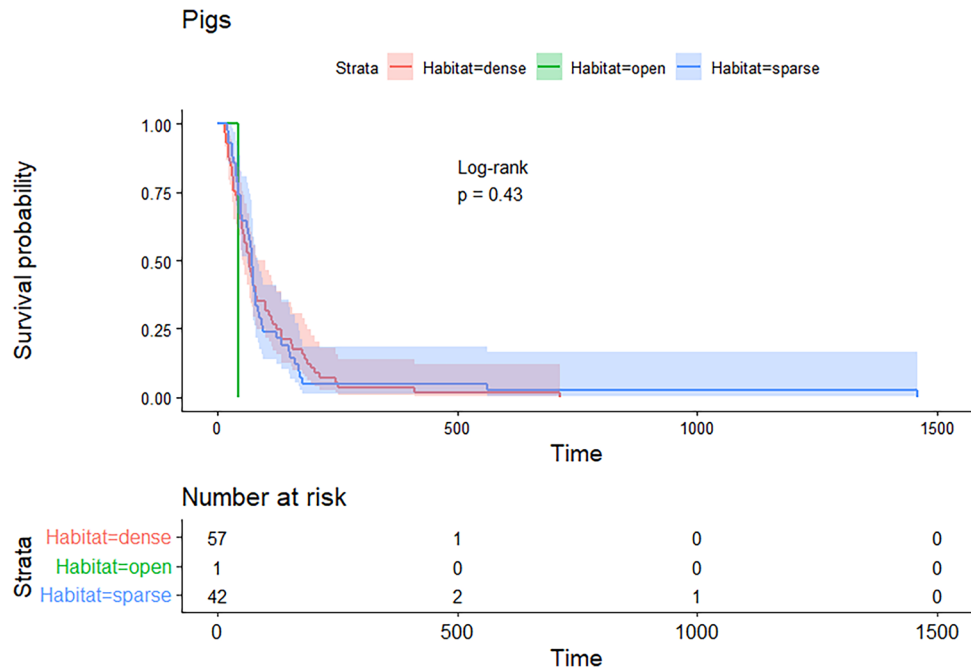 Pigs
Strata Habitat=dense Habitat=open Habitat=sparse
Survival probability
1.00
0.75
0.50
0.25
0.00
Log-rank
p = 0.43
0 500 1000 1500
Time
Number at risk
Strata
Habitat=dense 57 1 0 0
Habitat=open 1 0 0 0
Habitat=sparse 42 2 1 0
0 500 1000 1500
Time